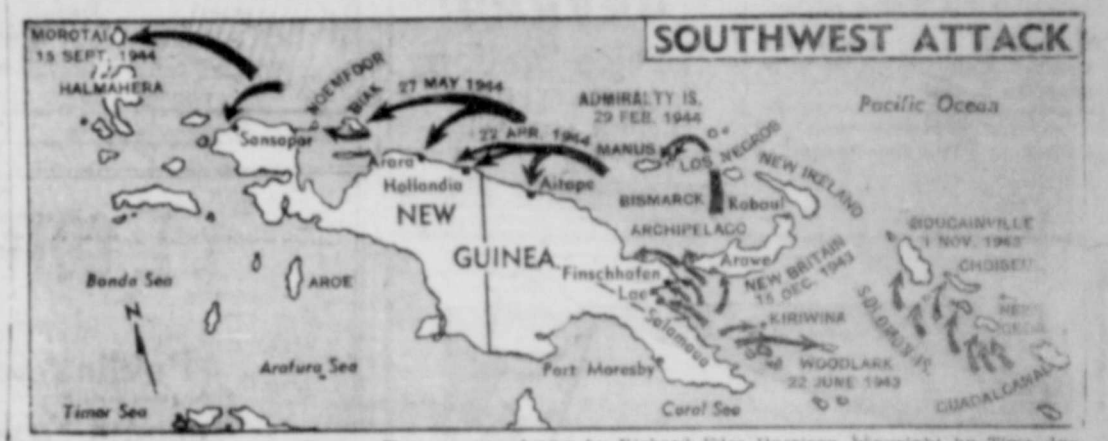 SOUTHWEST ATTACK
MOROTAI
15 SEPT. 1944
HALMAHERA
NOEMFOOR
BIAK
27 MAY 1944
ADMIRALTY IS.
29 FEB. 1944
Pacific Ocean
Sansapor
22 APR. 1944
MANUS
LOS NEGROS
NEW IRELAND
Arara
Hollandia
Aitape
BISMARCK
ARCHIPELAGO
Rabaul
NEW
GUINEA
BOUGAINVILLE
1 NOV. 1943
CHOISEUL
Arawe
NEW BRITAIN
15 DEC. 1943
Finschhafen
Lae
Salamaua
SOLOMON IS.
Banda Sea
AROE
N
KIRIWINA
WOODLARK
22 JUNE 1943
GUADALCANAL
Arafura Sea
Port Moresby
Timor Sea
Coral Sea